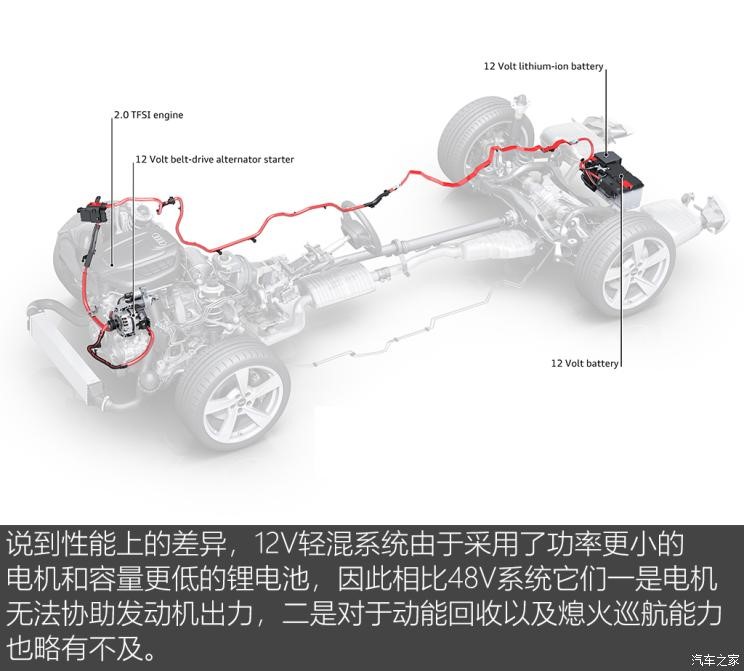 12 Volt lithium-ion battery
2.0 TFSI engine
12 Volt belt-drive alternator starter
12 Volt battery
说到性能上的差异，12V轻混系统由于采用了功率更小的
电机和容量更低的锂电池，因此相比48V系统它们一是电机
无法协助发动机出力，二是对于动能回收以及熄火巡航能力
也略有不及。
汽车之家